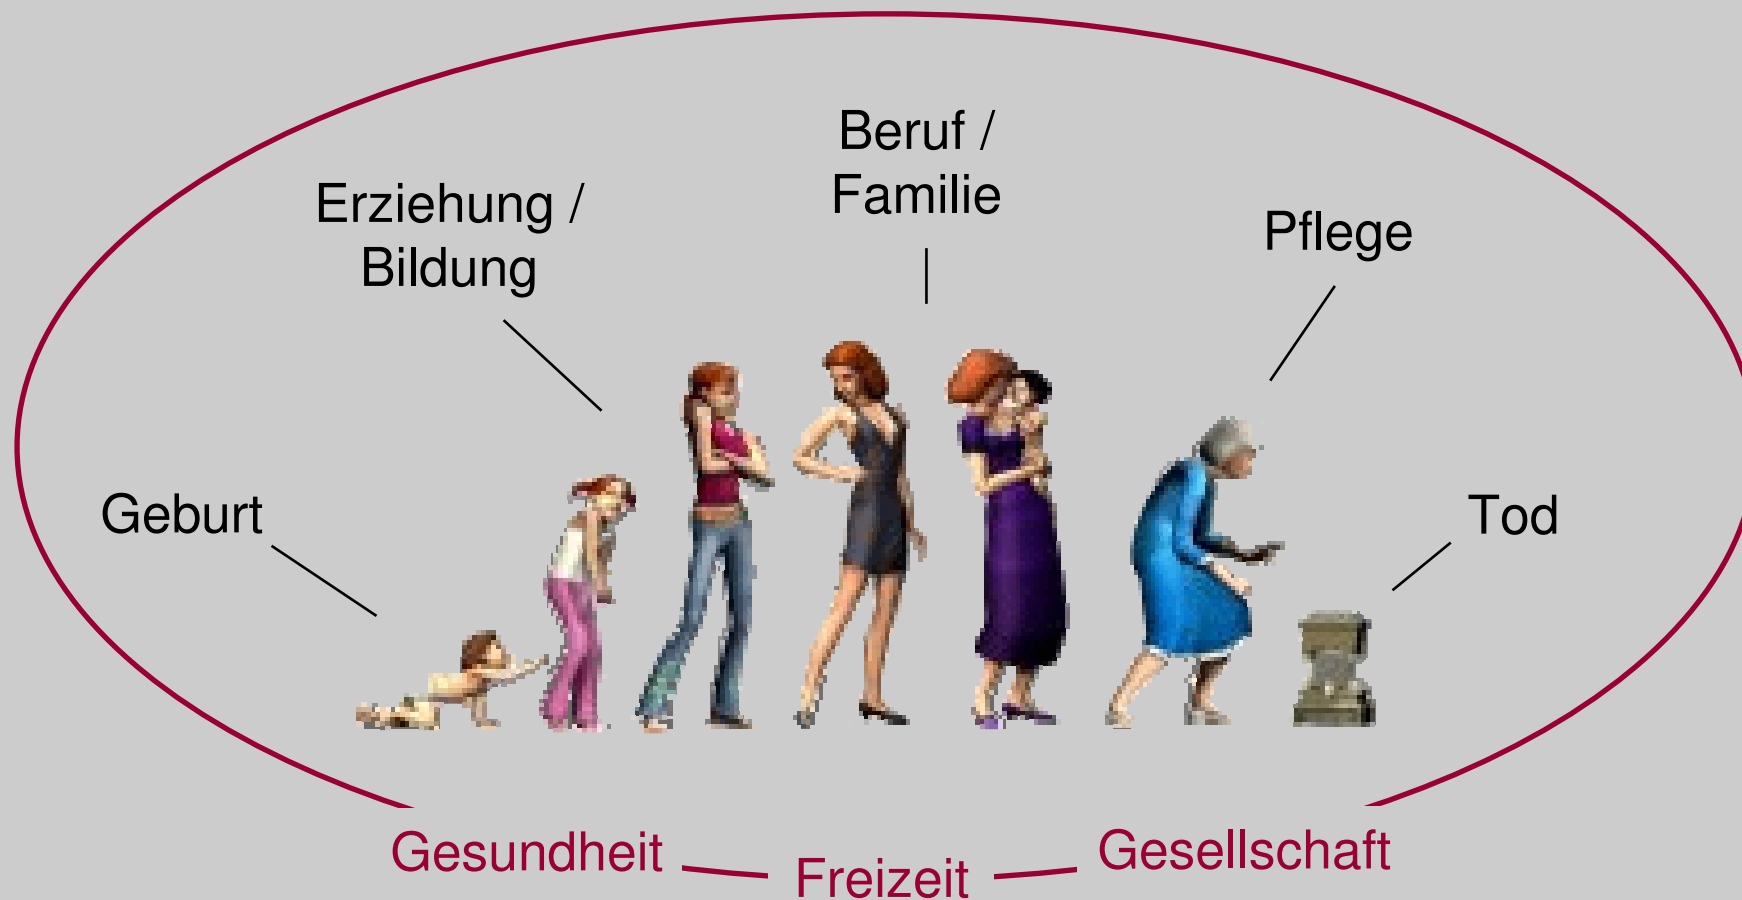 Beruf /
Familie
Erziehung /
Bildung
Pflege
Geburt
Tod
Gesundheit
Freizeit
Gesellschaft